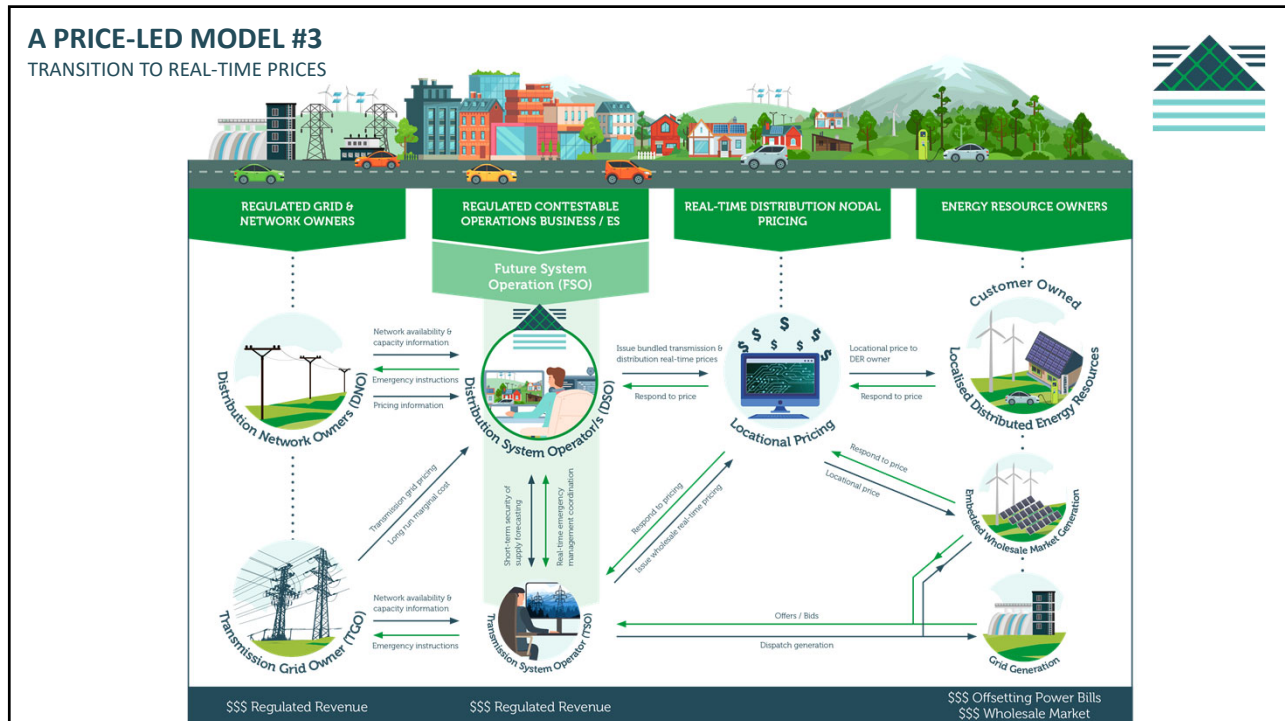 A PRICE-LED MODEL #3
TRANSITION TO REAL-TIME PRICES
REGULATED GRID &
NETWORK OWNERS
REGULATED CONTESTABLE
OPERATIONS BUSINESS / ES
REAL-TIME DISTRIBUTION NODAL
PRICING
ENERGY RESOURCE OWNERS
Future System
Operation (FSO)
Distribution Network Owners (DNO)
Network availability &
capacity information
Emergency instructions
Pricing information
Distribution System Operator/s (DSO)
Issue bundled transmission &
distribution real-time prices
Respond to price
Locational Pricing
Locational price to
DER owner
Respond to price
Customer Owned
Localised Distributed Energy Resources
Transmission grid pricing
Long run marginal cost
Short-term security of
supply forecasting
Real-time emergency
management coordination
Respond to pricing
Issue wholesale real-time pricing
Respond to price
Locational price
Embedded Wholesale Market Generation
Transmission Grid Owner (TGO)
Network availability &
capacity information
Emergency instructions
Transmission System Operator (TSO)
Offers / Bids
Dispatch generation
Grid Generation
$$$ Regulated Revenue
$$$ Regulated Revenue
$$$ Offsetting Power Bills
$$$ Wholesale Market